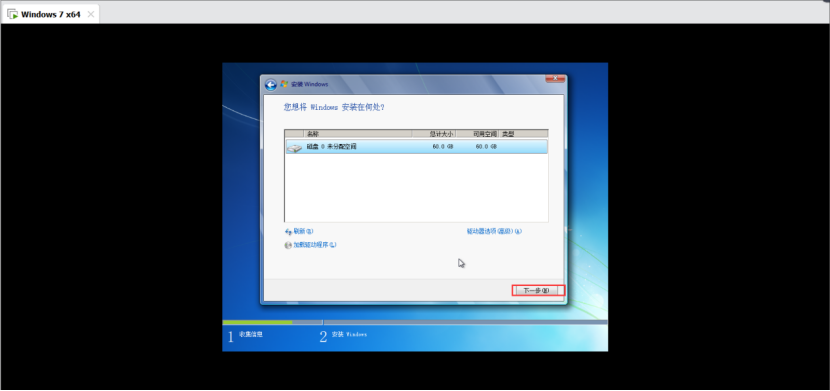 Windows 7 x64
安装 Windows
您想将 Windows 安装在何处?
名称 总计大小 可用空间 类型
磁盘 0 未分配空间 60.0 GB 60.0 GB
刷新(R) 驱动器选项(高级)(A)
加载驱动程序(L)
下一步(N)
1 收集信息 2 安装 Windows